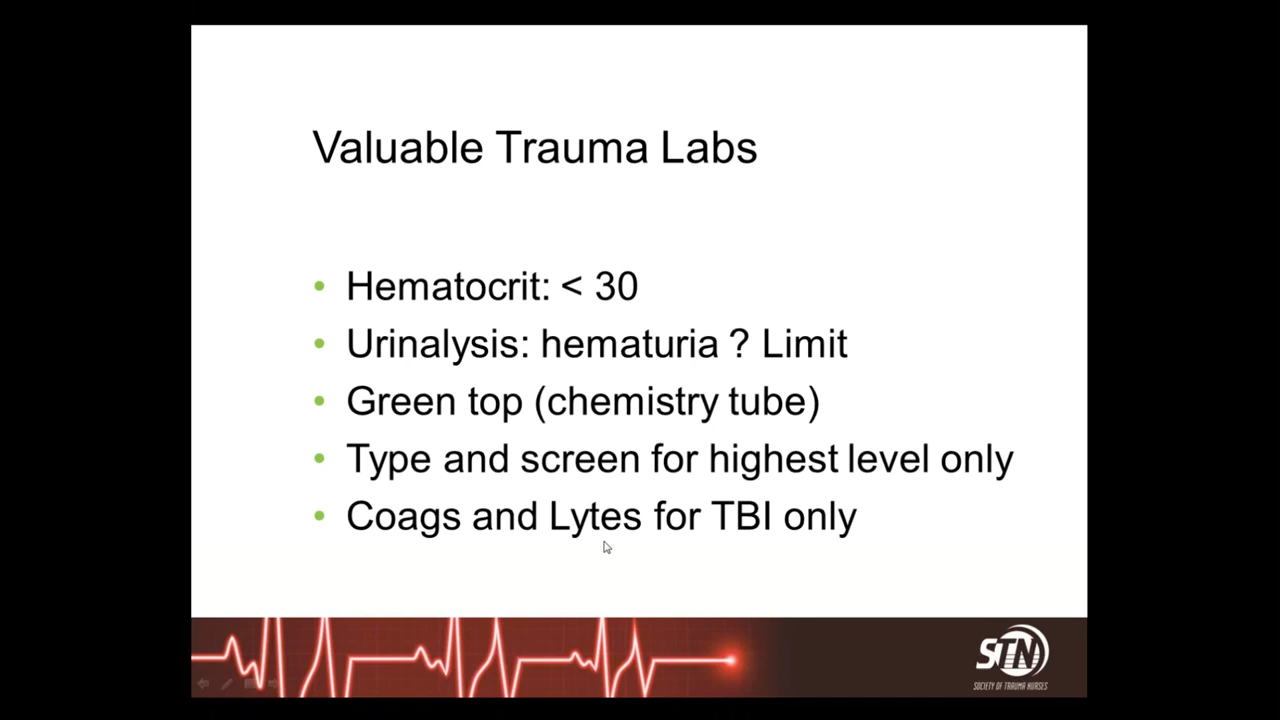 Valuable Trauma Labs
• Hematocrit: < 30
• Urinalysis: hematuria ? Limit
• Green top (chemistry tube)
• Type and screen for highest level only
• Coags and Lytes for TBI only
STN
SOCIETY OF TRAUMA NURSES